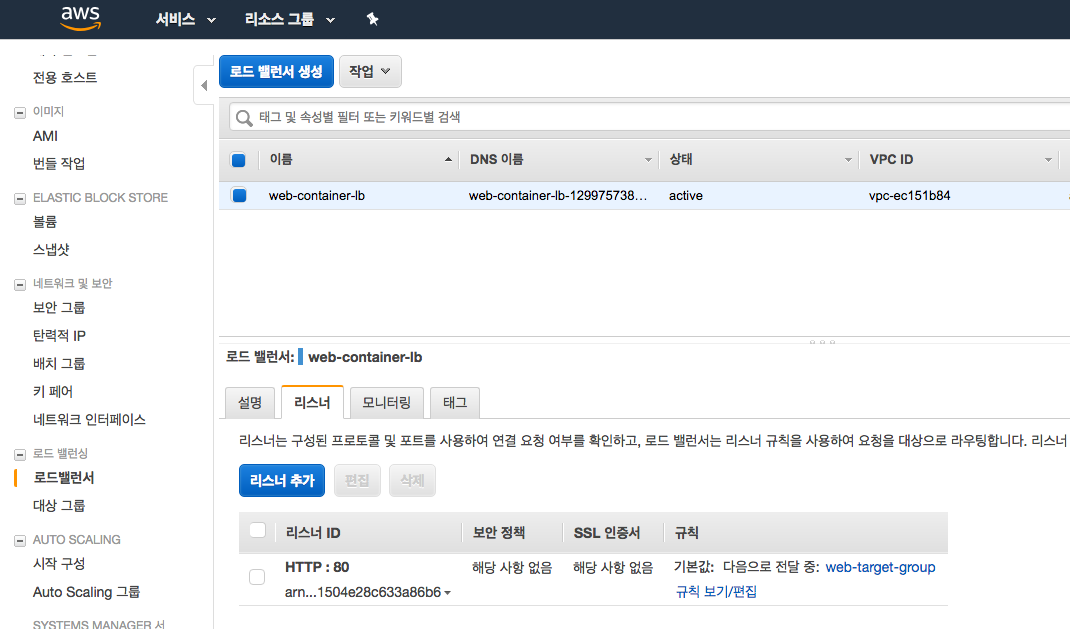 aws 서비스 리소스 그룹
전용 호스트
이미지
AMI
번들 작업
ELASTIC BLOCK STORE
볼륨
스냅샷
네트워크 및 보안
보안 그룹
탄력적 IP
배치 그룹
키 페어
네트워크 인터페이스
로드 밸런싱
로드밸런서
대상 그룹
AUTO SCALING
시작 구성
Auto Scaling 그룹
SYSTEMS MANAGER 서
로드 밸런서 생성 작업
태그 및 속성별 필터 또는 키워드별 검색
이름 DNS 이름 상태 VPC ID
web-container-lb web-container-lb-129975738... active vpc-ec151b84
로드 밸런서: web-container-lb
설명 리스너 모니터링 태그
리스너는 구성된 프로토콜 및 포트를 사용하여 연결 요청 여부를 확인하고, 로드 밸런서는 리스너 규칙을 사용하여 요청을 대상으로 라우팅합니다. 리스너
리스너 추가 편집 삭제
리스너 ID 보안 정책 SSL 인증서 규칙
HTTP : 80 해당 사항 없음 해당 사항 없음 기본값: 다음으로 전달 중: web-target-group
arn...1504e28c633a86b6 규칙 보기/편집